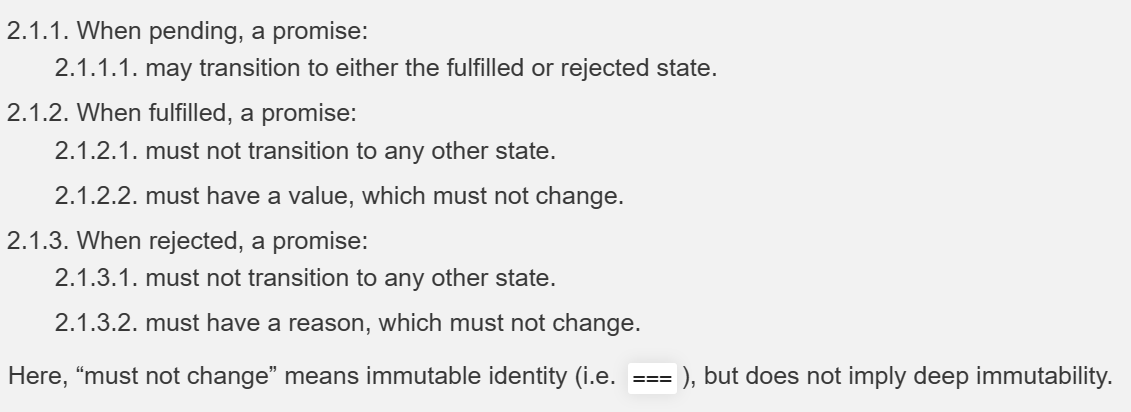 2.1.1. When pending, a promise:
2.1.1.1. may transition to either the fulfilled or rejected state.
2.1.2. When fulfilled, a promise:
2.1.2.1. must not transition to any other state.
2.1.2.2. must have a value, which must not change.
2.1.3. When rejected, a promise:
2.1.3.1. must not transition to any other state.
2.1.3.2. must have a reason, which must not change.
Here, “must not change” means immutable identity (i.e. === ), but does not imply deep immutability.